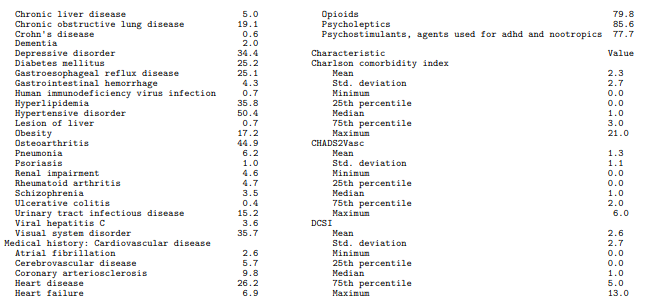 Chronic liver disease 5.0
Chronic obstructive lung disease 19.1
Crohn's disease 0.6
Dementia 2.0
Depressive disorder 34.4
Diabetes mellitus 25.2
Gastroesophageal reflux disease 25.1
Gastrointestinal hemorrhage 4.3
Human immunodeficiency virus infection 0.7
Hyperlipidemia 35.8
Hypertensive disorder 50.4
Lesion of liver 0.7
Obesity 17.2
Osteoarthritis 44.9
Pneumonia 6.2
Psoriasis 1.0
Renal impairment 4.6
Rheumatoid arthritis 4.7
Schizophrenia 3.5
Ulcerative colitis 0.4
Urinary tract infectious disease 15.2
Viral hepatitis C 3.6
Visual system disorder 35.7
Medical history: Cardiovascular disease
Atrial fibrillation 2.6
Cerebrovascular disease 5.7
Coronary arteriosclerosis 9.8
Heart disease 26.2
Heart failure 6.9
Opioids 79.8
Psycholeptics 85.6
Psychostimulants, agents used for adhd and nootropics 77.7
Characteristic Value
Charlson comorbidity index
Mean 2.3
Std. deviation 2.7
Minimum 0.0
25th percentile 0.0
Median 1.0
75th percentile 3.0
Maximum 21.0
CHADS2Vasc
Mean 1.3
Std. deviation 1.1
Minimum 0.0
25th percentile 0.0
Median 1.0
75th percentile 2.0
Maximum 6.0
DCSI
Mean 2.6
Std. deviation 2.7
Minimum 0.0
25th percentile 0.0
Median 1.0
75th percentile 5.0
Maximum 13.0